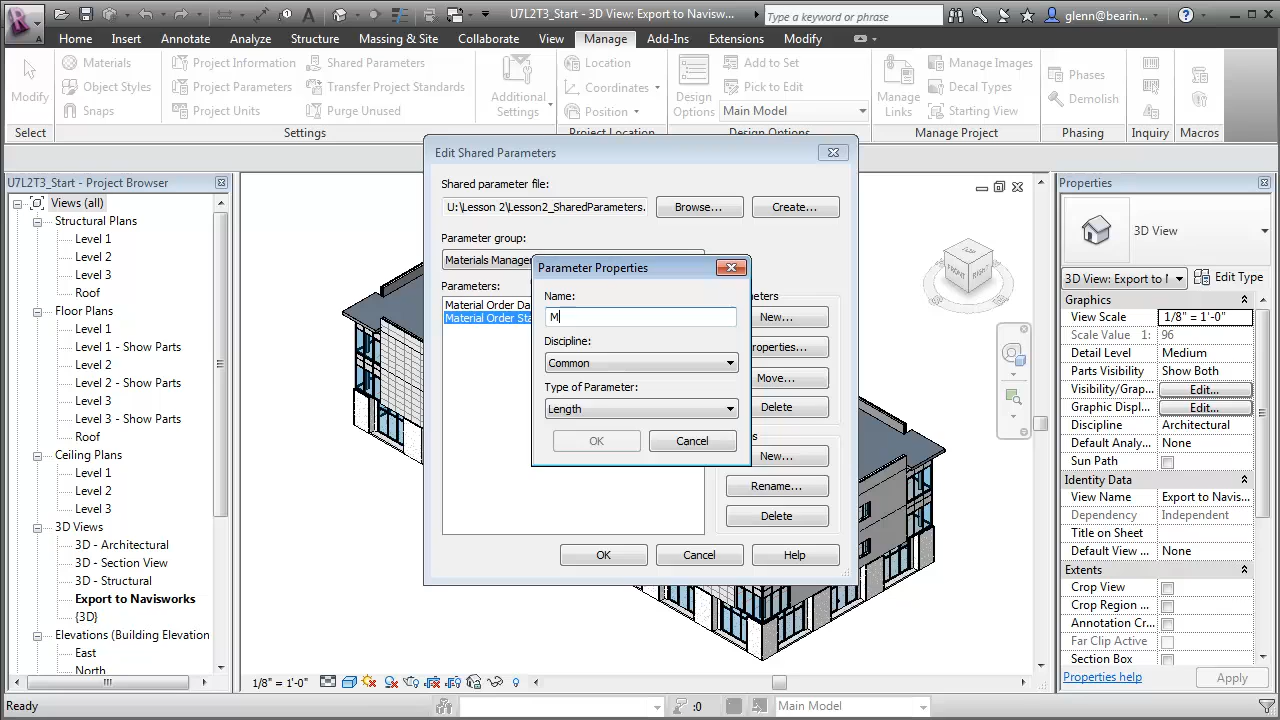 U7L2T3_Start - 3D View: Export to Navisw...
Type a keyword or phrase
glenn@bearin...
Home Insert Annotate Analyze Structure Massing & Site Collaborate View Manage Add-Ins Extensions Modify
Modify
Materials
Object Styles
Snaps
Project Information
Project Parameters
Project Units
Shared Parameters
Transfer Project Standards
Purge Unused
Additional
Settings
Location
Coordinates
Position
Design
Options
Add to Set
Pick to Edit
Main Model
Manage
Links
Manage Images
Decal Types
Starting View
Phases
Demolish
Select Settings Project Location Design Options Manage Project Phasing Inquiry Macros
U7L2T3_Start - Project Browser
Views (all)
Structural Plans
Level 1
Level 2
Level 3
Roof
Floor Plans
Level 1
Level 1 - Show Parts
Level 2
Level 2 - Show Parts
Level 3
Level 3 - Show Parts
Roof
Ceiling Plans
Level 1
Level 2
Level 3
3D Views
3D - Architectural
3D - Section View
3D - Structural
Export to Navisworks
{3D}
Elevations (Building Elevation
East
North
Edit Shared Parameters
Shared parameter file:
U:\Lesson 2\Lesson2_SharedParameters.
Browse...
Create...
Parameter group:
Materials Manager
Parameters:
Material Order Da
Material Order Sta
meters
New...
roperties...
Move...
Delete
s
New...
Rename...
Delete
OK Cancel Help
Parameter Properties
Name:
M
Discipline:
Common
Type of Parameter:
Length
OK Cancel
FRONT RIGHT
Properties
3D View
3D View: Export to N Edit Type
Graphics
View Scale 1/8" = 1'-0"
Scale Value 1: 96
Detail Level Medium
Parts Visibility Show Both
Visibility/Grap... Edit...
Graphic Displ... Edit...
Discipline Architectural
Default Analy... None
Sun Path
Identity Data
View Name Export to Navis...
Dependency Independent
Title on Sheet
Default View ... None
Extents
Crop View
Crop Region ...
Annotation Cr...
Far Clip Active
Section Box
Properties help Apply
1/8" = 1'-0"
Ready :0 Main Model